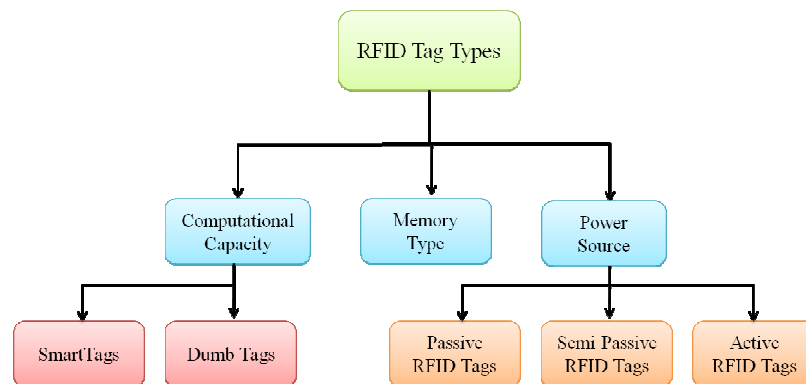 RFID Tag Types
Computational
Capacity
Memory
Type
Power
Source
SmartTags
Dumb Tags
Passive
RFID Tags
Semi Passive
RFID Tags
Active
RFID Tags